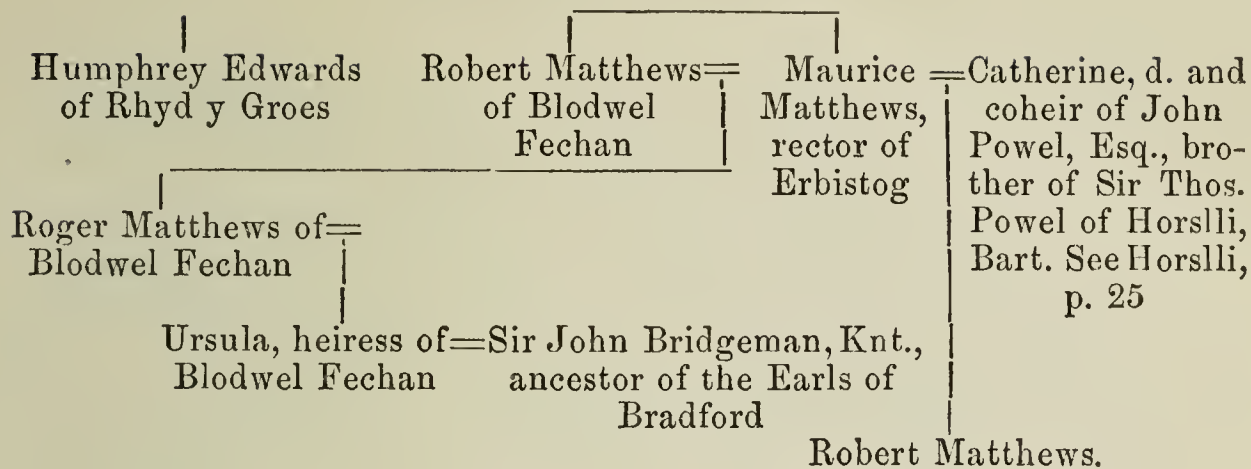 Humphrey Edwards
of Rhyd y Groes
Robert Matthews=
of Blodwel
Fechan
Maurice
Matthews,
rector of
Erbistog
=Catherine, d. and
coheir of John
Powel, Esq., bro-
ther of Sir Thos.
Powel of Horslli,
Bart. See Horslli,
p. 25
Roger Matthews of=
Blodwel Fechan
Ursula, heiress of=Sir John Bridgeman, Knt.,
Blodwel Fechan
ancestor of the Earls of
Bradford
Robert Matthews.